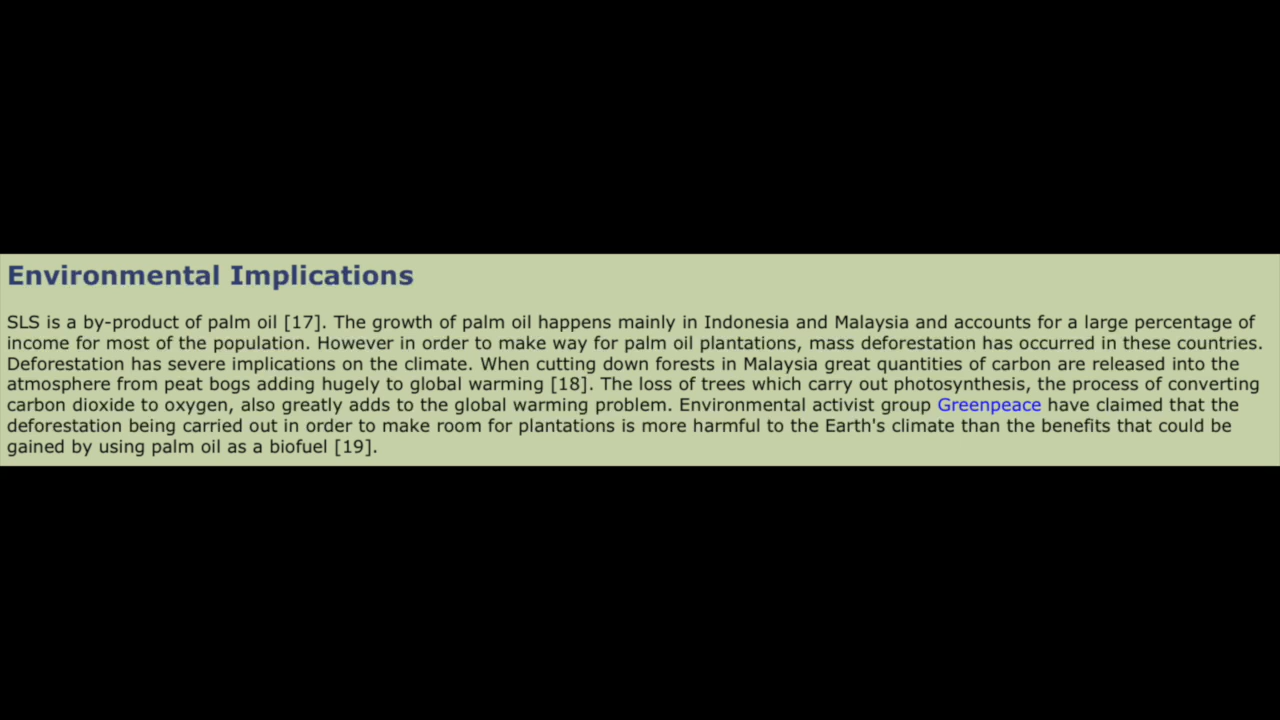 Environmental Implications
SLS is a by-product of palm oil [17]. The growth of palm oil happens mainly in Indonesia and Malaysia and accounts for a large percentage of
income for most of the population. However in order to make way for palm oil plantations, mass deforestation has occurred in these countries.
Deforestation has severe implications on the climate. When cutting down forests in Malaysia great quantities of carbon are released into the
atmosphere from peat bogs adding hugely to global warming [18]. The loss of trees which carry out photosynthesis, the process of converting
carbon dioxide to oxygen, also greatly adds to the global warming problem. Environmental activist group Greenpeace have claimed that the
deforestation being carried out in order to make room for plantations is more harmful to the Earth's climate than the benefits that could be
gained by using palm oil as a biofuel [19].